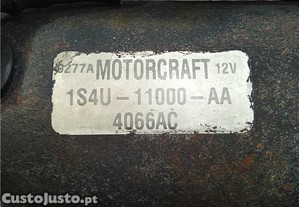 6277A MOTORCRAFT 12V
1S4U-11000-AA
4066AC
CustoJusto.pt